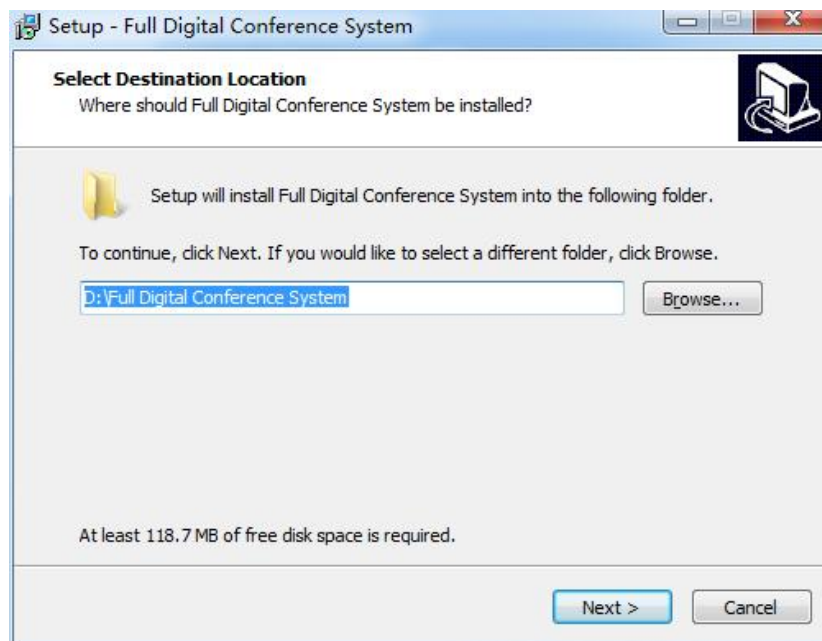 Setup - Full Digital Conference System
Select Destination Location
Where should Full Digital Conference System be installed?
Setup will install Full Digital Conference System into the following folder.
To continue, click Next. If you would like to select a different folder, click Browse.
D:\Full Digital Conference System
Browse...
At least 118.7 MB of free disk space is required.
Next >
Cancel